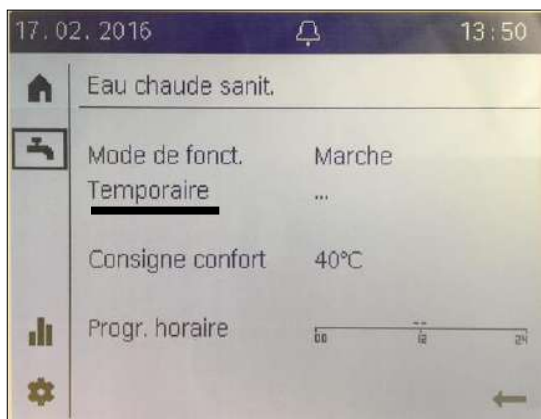 17.02.2016 13:50
Eau chaude sanit.
Mode de fonct. Marche
Temporaire ...
Consigne confort 40°C
Progr. horaire --
00 12 24